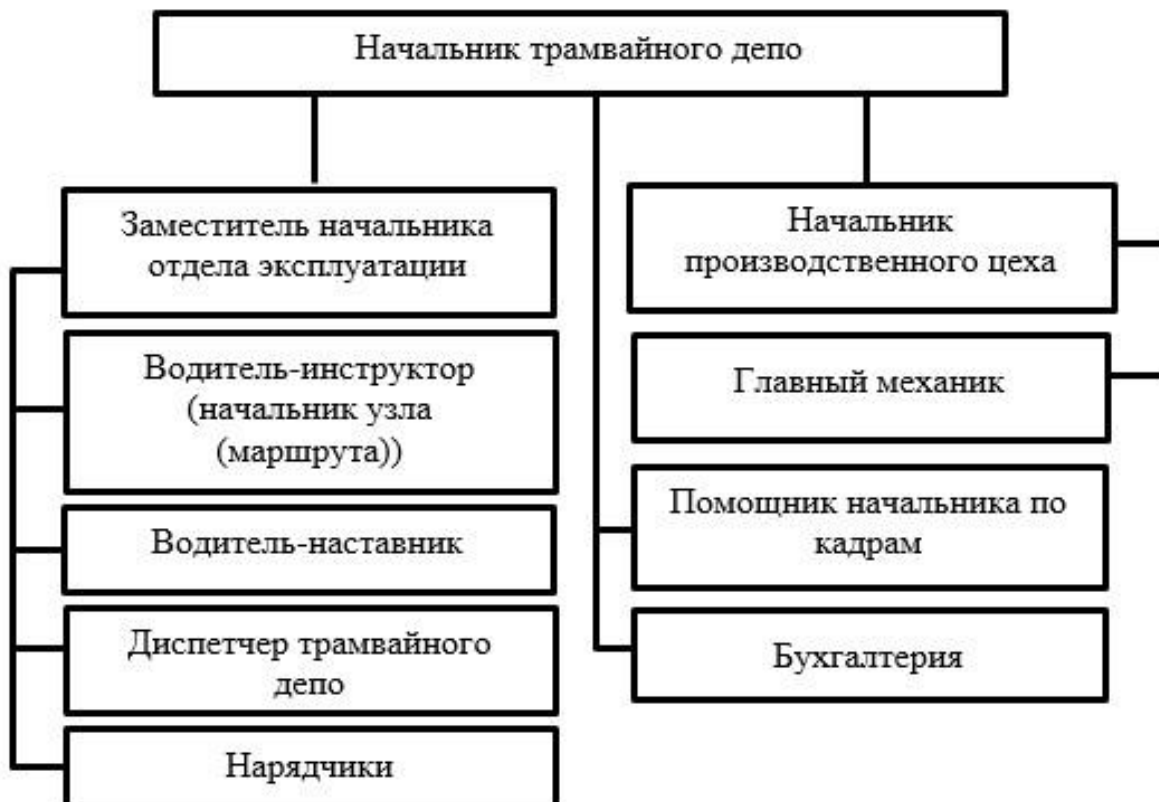 Начальник трамвайного депо
Заместитель начальника
отдела эксплуатации
Водитель-инструктор
(начальник узла
(маршрута))
Водитель-наставник
Диспетчер трамвайного
депо
Нарядчики
Начальник
производственного цеха
Главный механик
Помощник начальника по
кадрам
Бухгалтерия